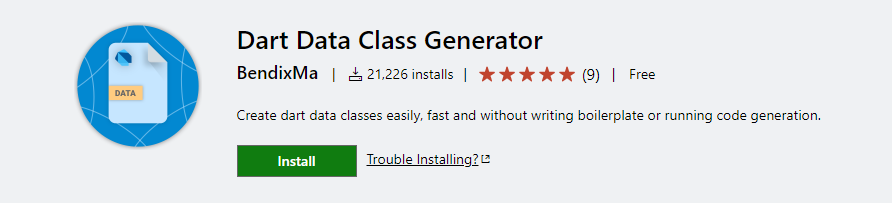 Dart Data Class Generator
BendixMa | 21,226 installs | (9) | Free
DATA
Create dart data classes easily, fast and without writing boilerplate or running code generation.
Install Trouble Installing?